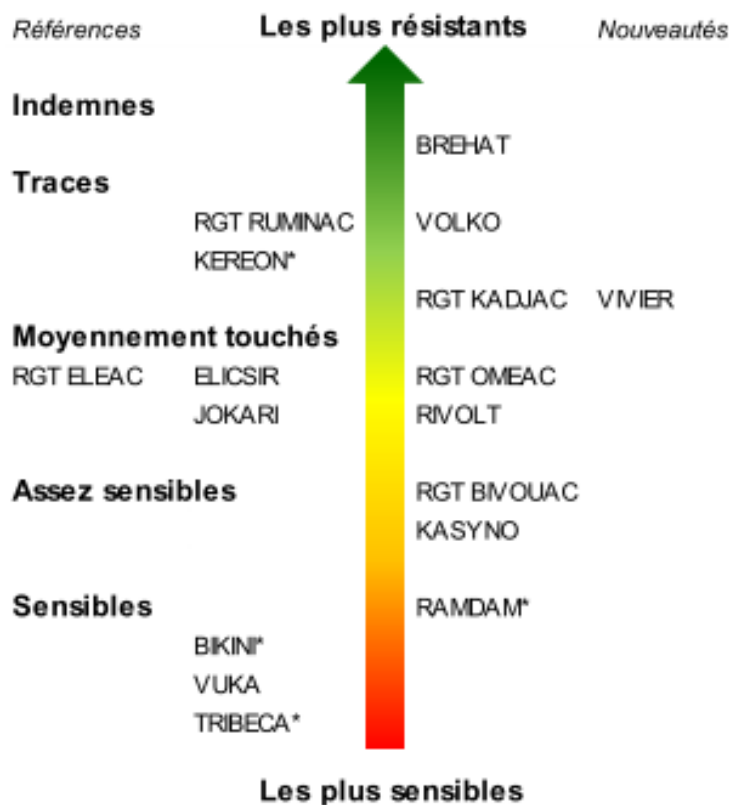 Références Les plus résistants Nouveautés
Indemnes
BREHAT
Traces
RGT RUMINAC VOLKO
KEREON*
RGT KADJAC VIVIER
Moyennement touchés
RGT ELEAC ELICSIR RGT OMEAC
JOKARI RIVOLT
Assez sensibles RGT BIVOUAC
KASYNO
Sensibles RAMDAM*
BIKINI*
VUKA
TRIBECA*
Les plus sensibles